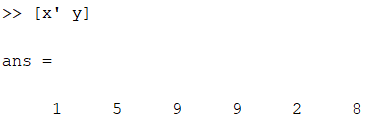 >> [x' y]
ans =
1 5 9 9 2 8